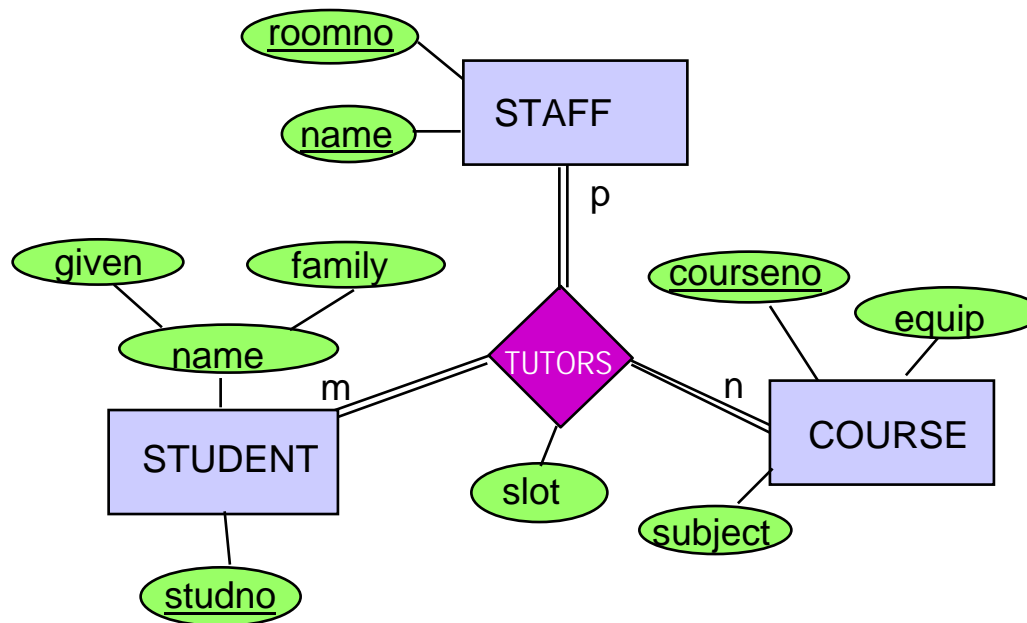 roomno
STAFF
name
p
given
family
courseno
equip
name
TUTORS
m
n
STUDENT
COURSE
slot
subject
studno